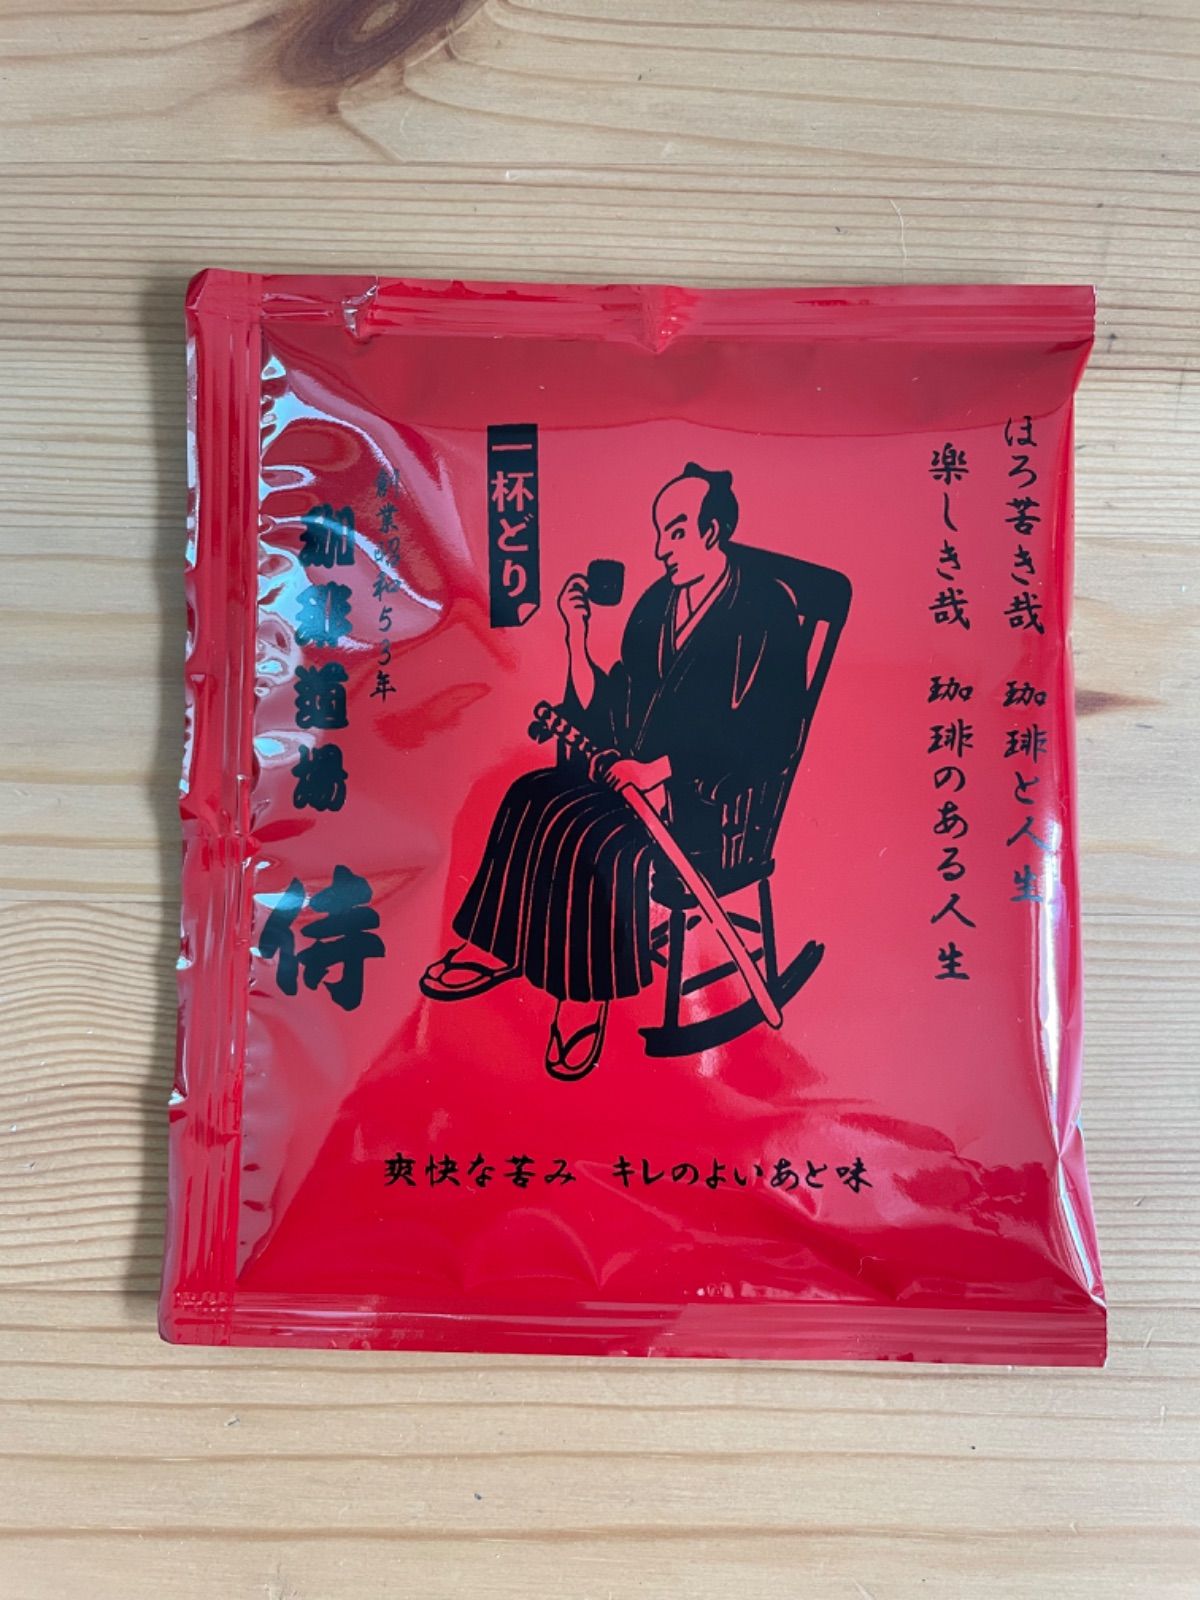 ほろ苦き哉 珈琲と人生
楽しき哉 珈琲のある人生
一杯どり
創業昭和53年
珈琲道場
侍
爽快な苦み キレのよいあと味